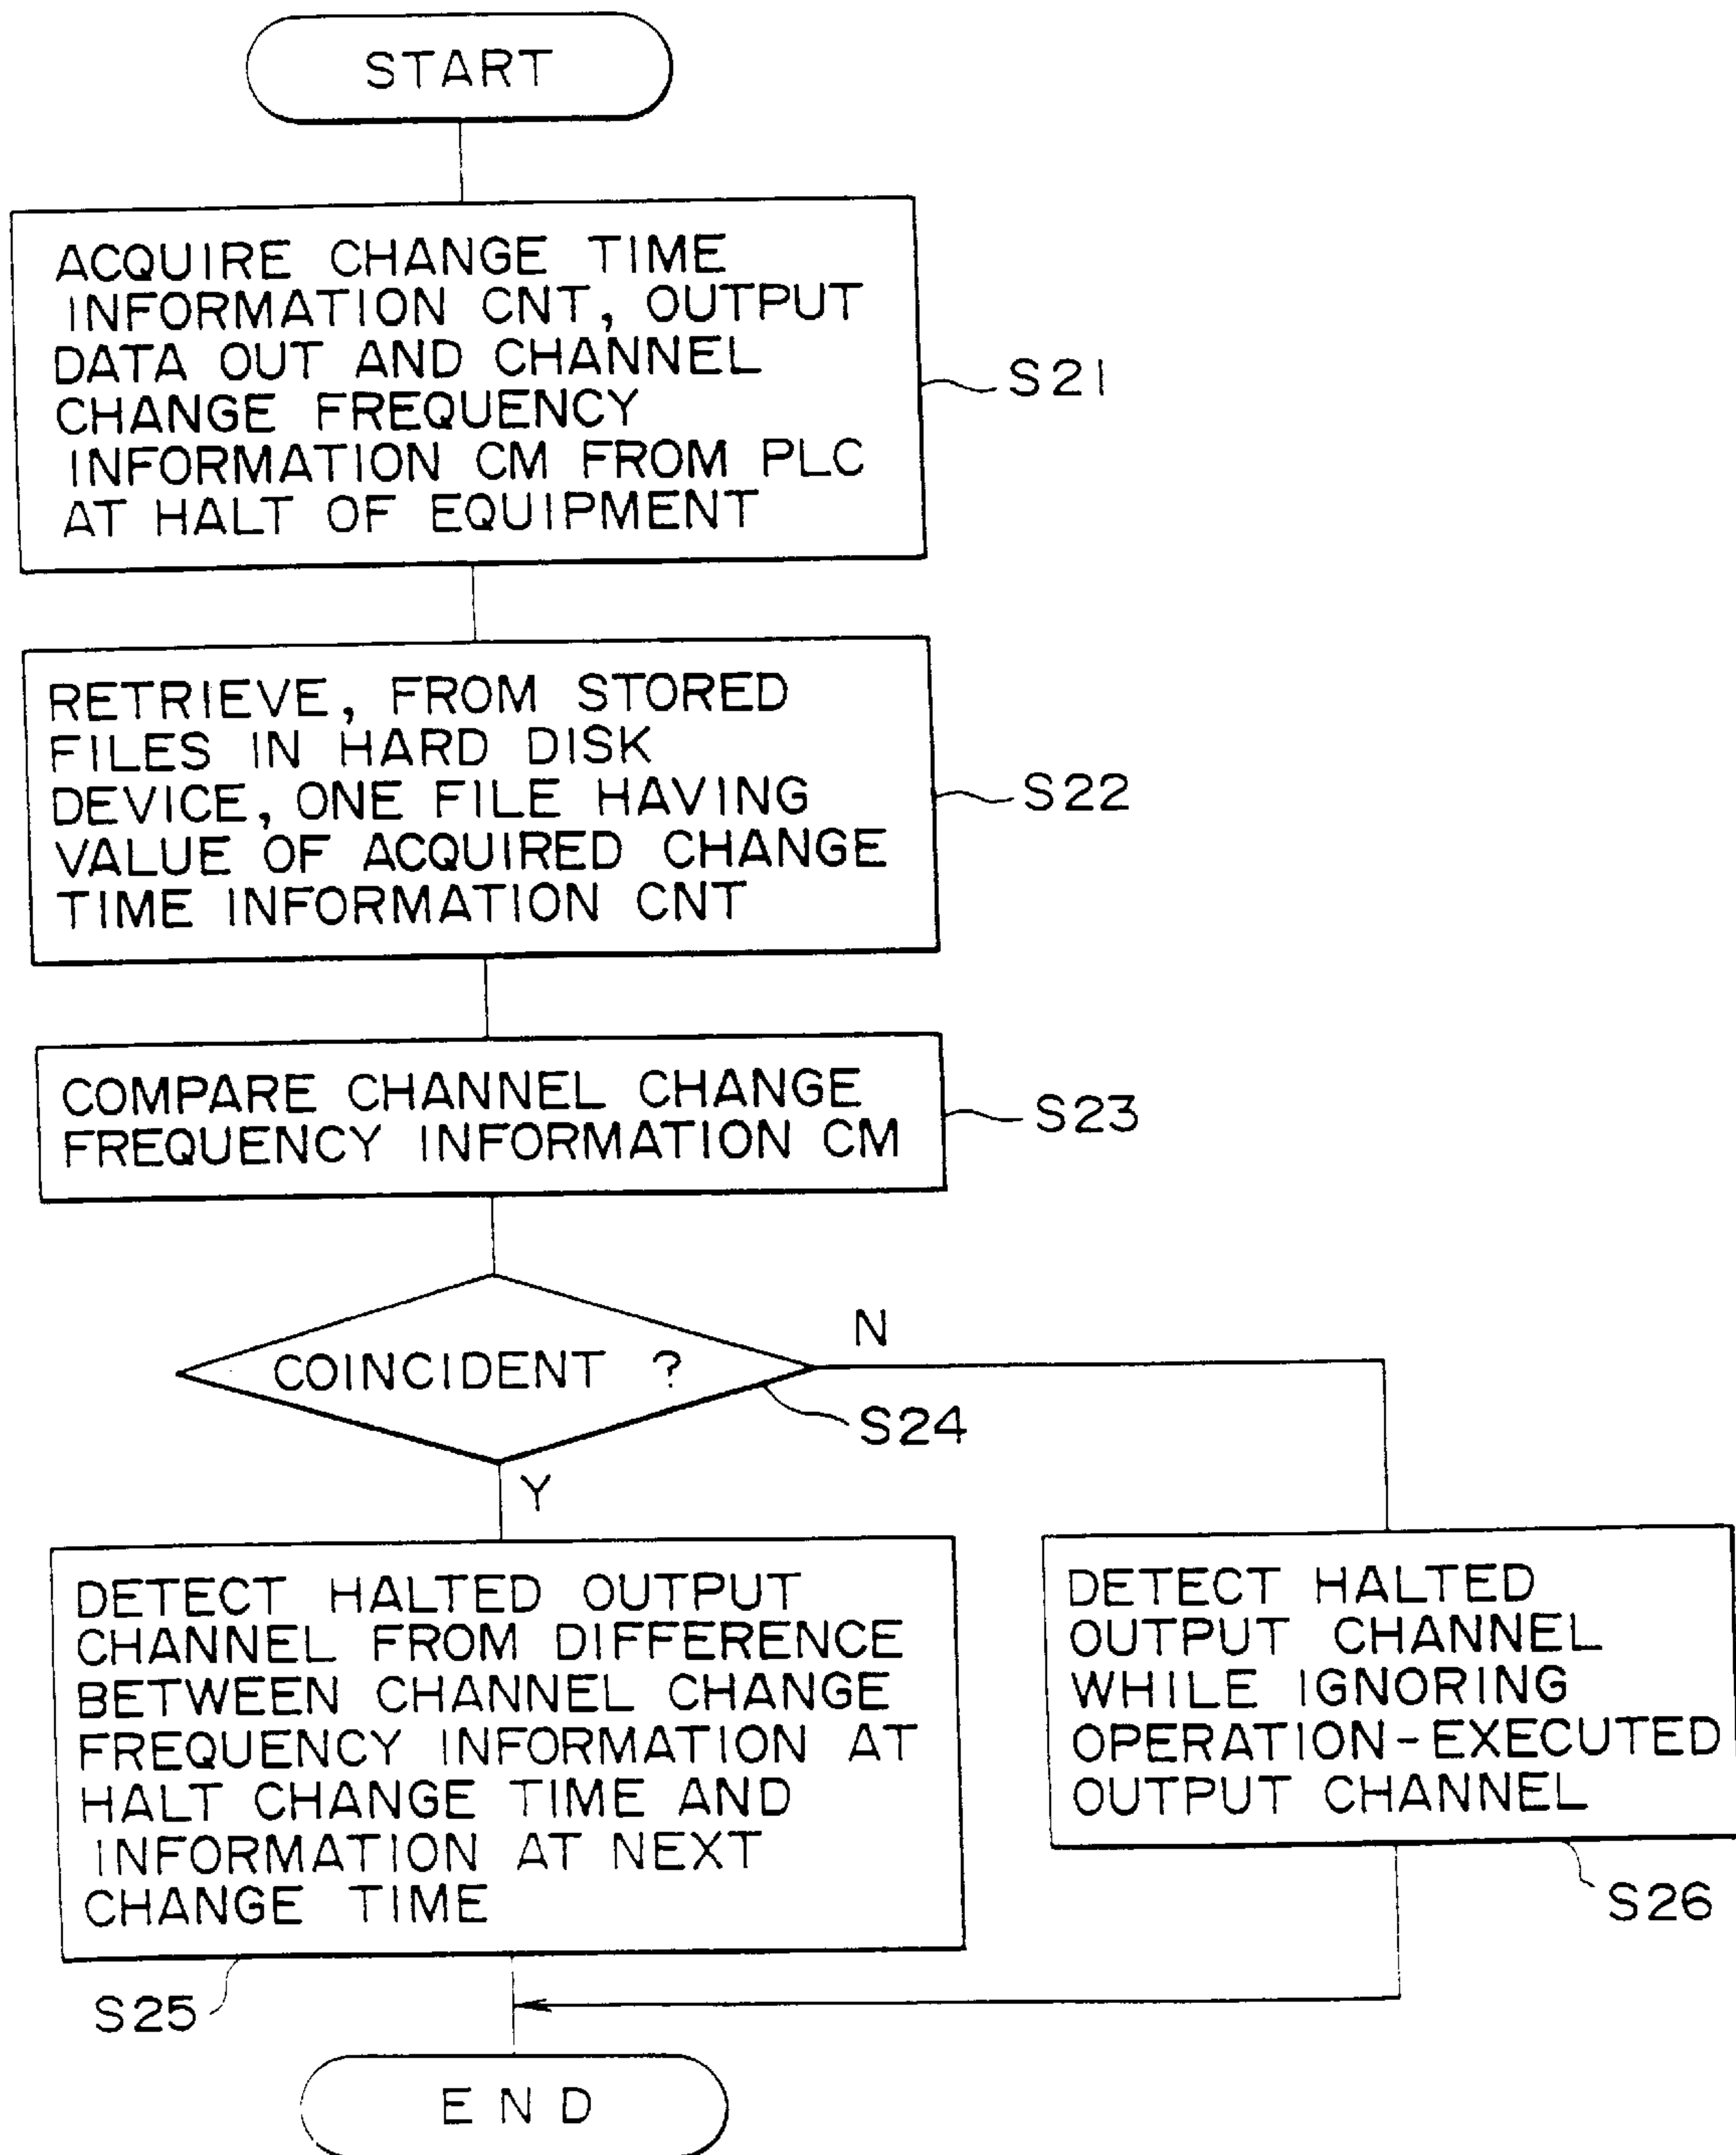 START
ACQUIRE CHANGE TIME
INFORMATION CNT, OUTPUT
DATA OUT AND CHANNEL
CHANGE FREQUENCY
INFORMATION CM FROM PLC
AT HALT OF EQUIPMENT
S21
RETRIEVE, FROM STORED
FILES IN HARD DISK
DEVICE, ONE FILE HAVING
VALUE OF ACQUIRED CHANGE
TIME INFORMATION CNT
S22
COMPARE CHANNEL CHANGE
FREQUENCY INFORMATION CM
S23
COINCIDENT ?
N
S24
Y
DETECT HALTED OUTPUT
CHANNEL FROM DIFFERENCE
BETWEEN CHANNEL CHANGE
FREQUENCY INFORMATION AT
HALT CHANGE TIME AND
INFORMATION AT NEXT
CHANGE TIME
S25
DETECT HALTED
OUTPUT CHANNEL
WHILE IGNORING
OPERATION-EXECUTED
OUTPUT CHANNEL
S26
END